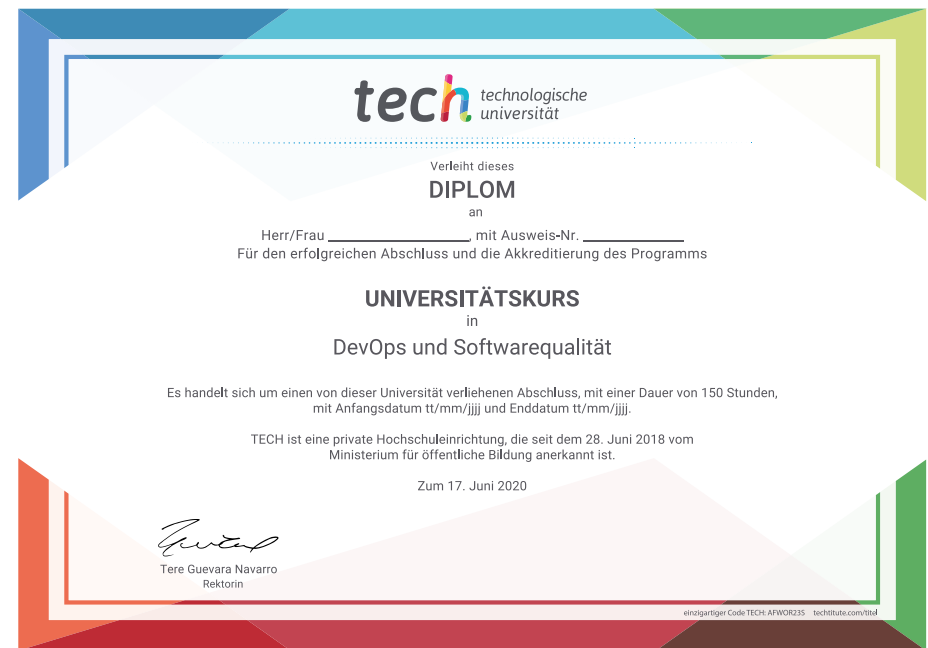 tech technologische
universität
Verleiht dieses
DIPLOM
an
Herr/Frau ____________________, mit Ausweis-Nr. ______________
Für den erfolgreichen Abschluss und die Akkreditierung des Programms
UNIVERSITÄTSKURS
in
DevOps und Softwarequalität
Es handelt sich um einen von dieser Universität verliehenen Abschluss, mit einer Dauer von 150 Stunden,
mit Anfangsdatum tt/mm/jjjj und Enddatum tt/mm/jjjj.
TECH ist eine private Hochschuleinrichtung, die seit dem 28. Juni 2018 vom
Ministerium für öffentliche Bildung anerkannt ist.
Zum 17. Juni 2020
Tere Guevara Navarro
Rektorin
einzigartiger Code TECH: AFWOR23S techtitute.com/titel